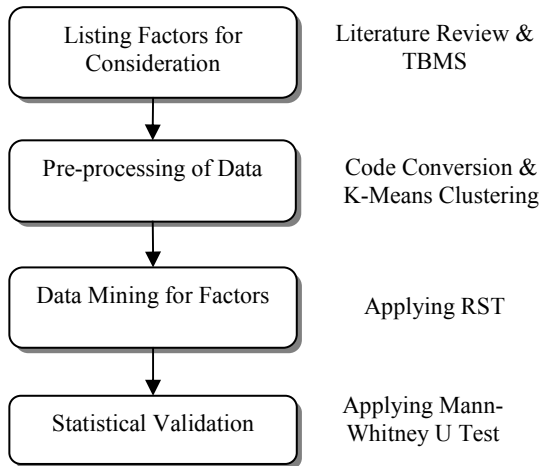 Listing Factors for
Consideration
Literature Review &
TBMS
Pre-processing of Data
Code Conversion &
K-Means Clustering
Data Mining for Factors
Applying RST
Statistical Validation
Applying Mann-
Whitney U Test